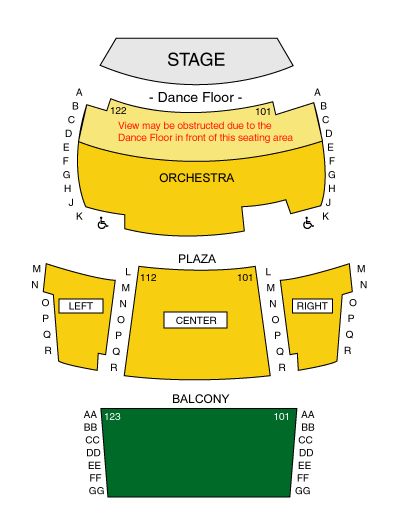 STAGE
- Dance Floor -
A
B
C
D
E
F
G
H
J
K
122
101
A
B
C
D
E
F
G
H
J
K
View may be obstructed due to the
Dance Floor in front of this seating area
ORCHESTRA
PLAZA
M
N
O
P
Q
R
LEFT
L
M
N
O
P
Q
R
112
101
CENTER
L
M
N
O
P
Q
R
RIGHT
M
N
O
P
Q
R
BALCONY
AA
BB
CC
DD
EE
FF
GG
123
101
AA
BB
CC
DD
EE
FF
GG